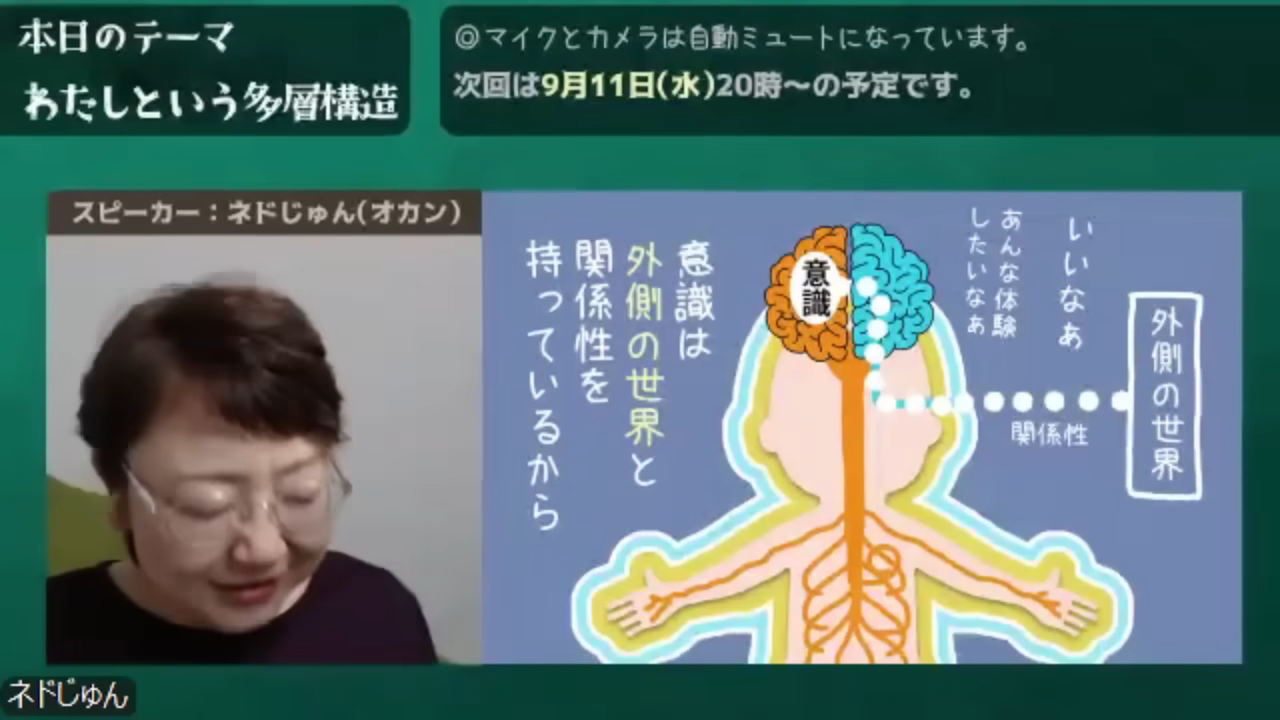 本日のテーマ
わたしという多層構造
◎マイクとカメラは自動ミュートになっています。
次回は9月11日(水)20時〜の予定です。
スピーカー：ネドじゅん(オカン)
意識は
外側の世界と
関係性を
持っているから
意識
いいなぁ
あんな体験
したいなぁ
外側の世界
関係性
ネドじゅん